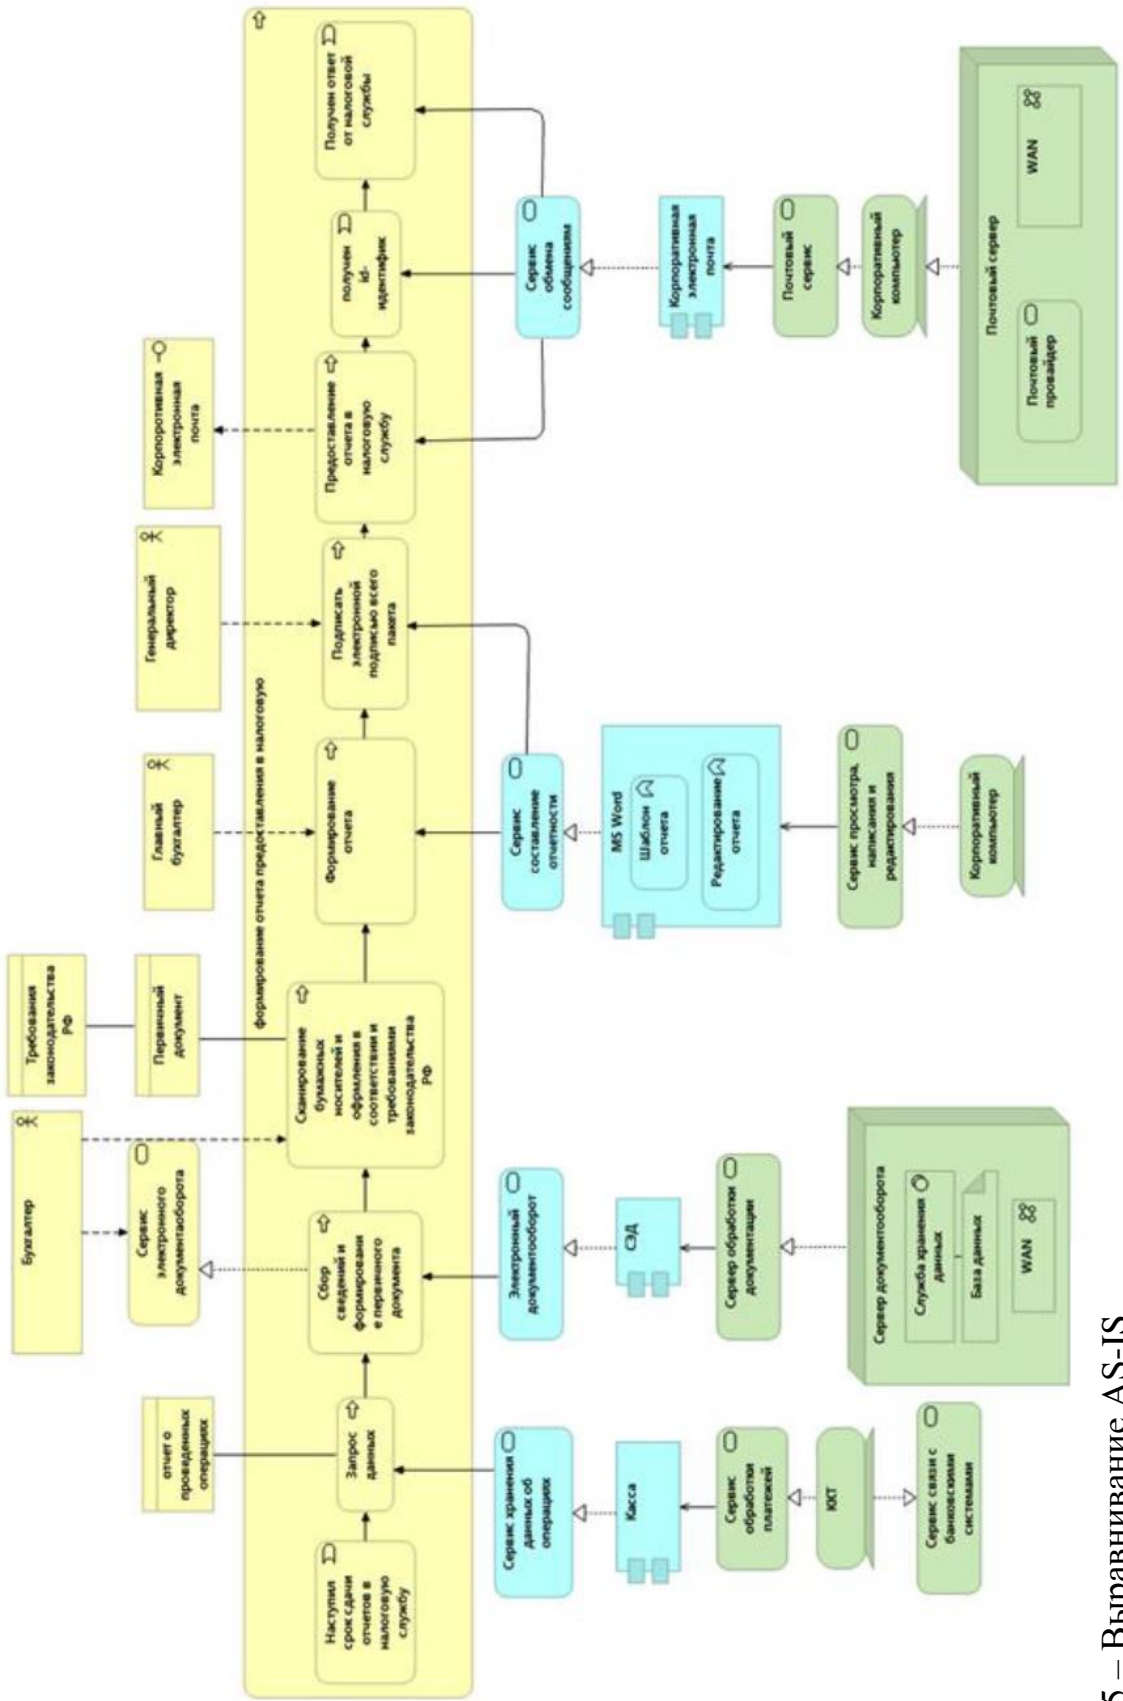 Требования
законодательства
РФ
Бухгалтер
Сервис
электронного
документаоборота
Первичный
документ
отчет о
проведенных
операциях
Главный
бухгалтер
Генеральный
директор
Корпоротивная
электронная
почта
формирование отчета предоставления в налоговую
Наступил
срок сдачи
отчетов в
налоговую
службу
Запрос
данных
Сбор
сведений и
формировани
е первичного
документа
Сканирование
бумажных
носителей и
офрмления в
соответствии и
требованиями
законодательства
РФ
Формирование
отчета
Подписать
электронной
подписью всего
пакета
Предоставление
отчета в
налоговую
службу
получен
id-
идентифик
Получен ответ
от налоговой
службы
Сервис хранения
данных об
операциях
Электронный
документооборот
Сервис
составление
отчетности
Сервис
обмена
сообщениям
Касса
СЭД
MS Word
Шаблон
отчета
Редактирование
отчета
Корпоративная
электронная
почта
Сервис
обработки
платежей
Сервер обработки
документации
Сервис просмотра,
написания и
редактирования
Почтовый
сервис
ККТ
Корпоративный
компьютер
Корпоративный
компьютер
Сервис связи с
банковскими
системами
Сервер документооборота
Служба хранения
данных
База данных
WAN
Почтовый сервер
Почтовый
провайдер
WAN
5 – Выравнивание AS-IS